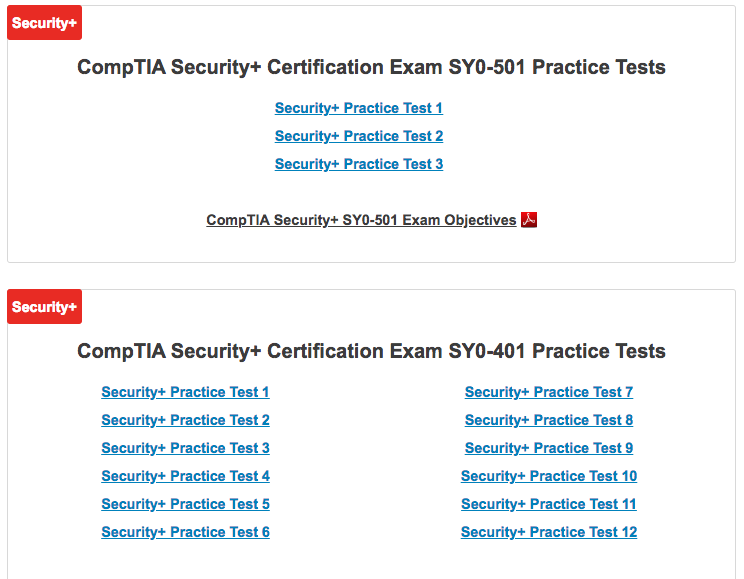 Security+
CompTIA Security+ Certification Exam SY0-501 Practice Tests
Security+ Practice Test 1
Security+ Practice Test 2
Security+ Practice Test 3
CompTIA Security+ SY0-501 Exam Objectives
Security+
CompTIA Security+ Certification Exam SY0-401 Practice Tests
Security+ Practice Test 1
Security+ Practice Test 2
Security+ Practice Test 3
Security+ Practice Test 4
Security+ Practice Test 5
Security+ Practice Test 6
Security+ Practice Test 7
Security+ Practice Test 8
Security+ Practice Test 9
Security+ Practice Test 10
Security+ Practice Test 11
Security+ Practice Test 12